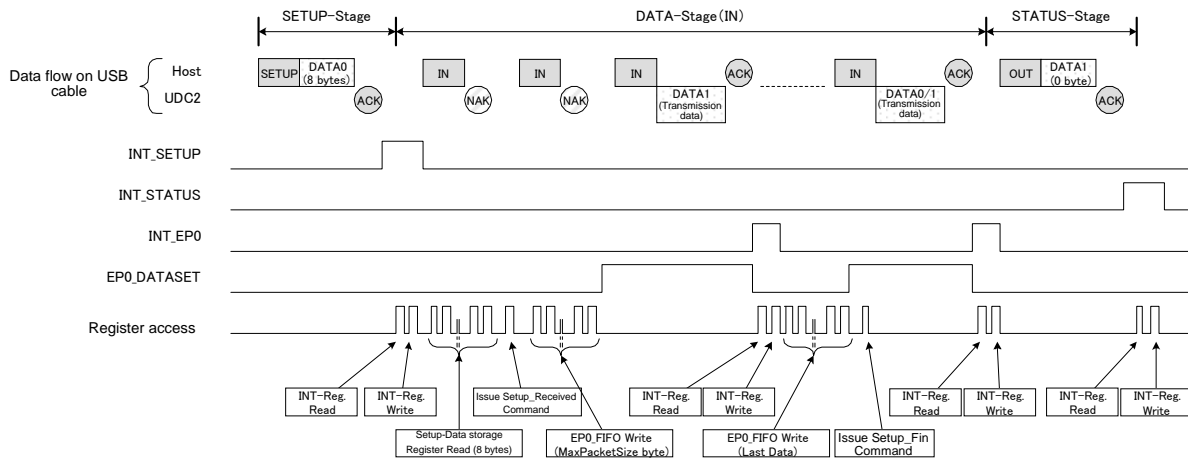 SETUP-Stage
DATA-Stage(IN)
STATUS-Stage
Data flow on USB
cable
Host
UDC2
SETUP
DATA0
(8 bytes)
ACK
IN
NAK
IN
NAK
IN
DATA1
(Transmission
data)
ACK
IN
DATA0/1
(Transmission
data)
ACK
OUT
DATA1
(0 byte)
ACK
INT_SETUP
INT_STATUS
INT_EP0
EP0_DATASET
Register access
INT-Reg.
Read
INT-Reg.
Write
Issue Setup_Received
Command
INT-Reg.
Read
INT-Reg.
Write
INT-Reg.
Read
INT-Reg.
Write
INT-Reg.
Read
INT-Reg.
Write
Setup-Data storage
Register Read (8 bytes)
EP0_FIFO Write
(MaxPacketSize byte)
EP0_FIFO Write
(Last Data)
Issue Setup_Fin
Command